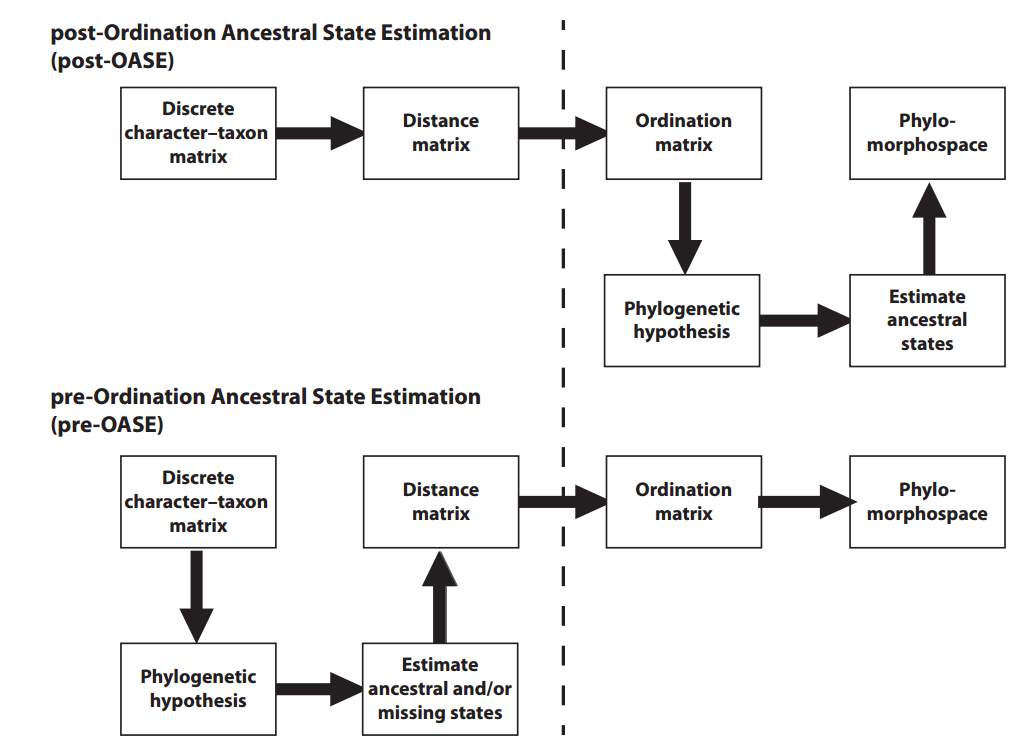 post-Ordination Ancestral State Estimation
(post-OASE)
Discrete
character–taxon
matrix
Distance
matrix
Ordination
matrix
Phylo-
morphospace
Phylogenetic
hypothesis
Estimate
ancestral
states
pre-Ordination Ancestral State Estimation
(pre-OASE)
Discrete
character–taxon
matrix
Distance
matrix
Ordination
matrix
Phylo-
morphospace
Phylogenetic
hypothesis
Estimate
ancestral and/or
missing states